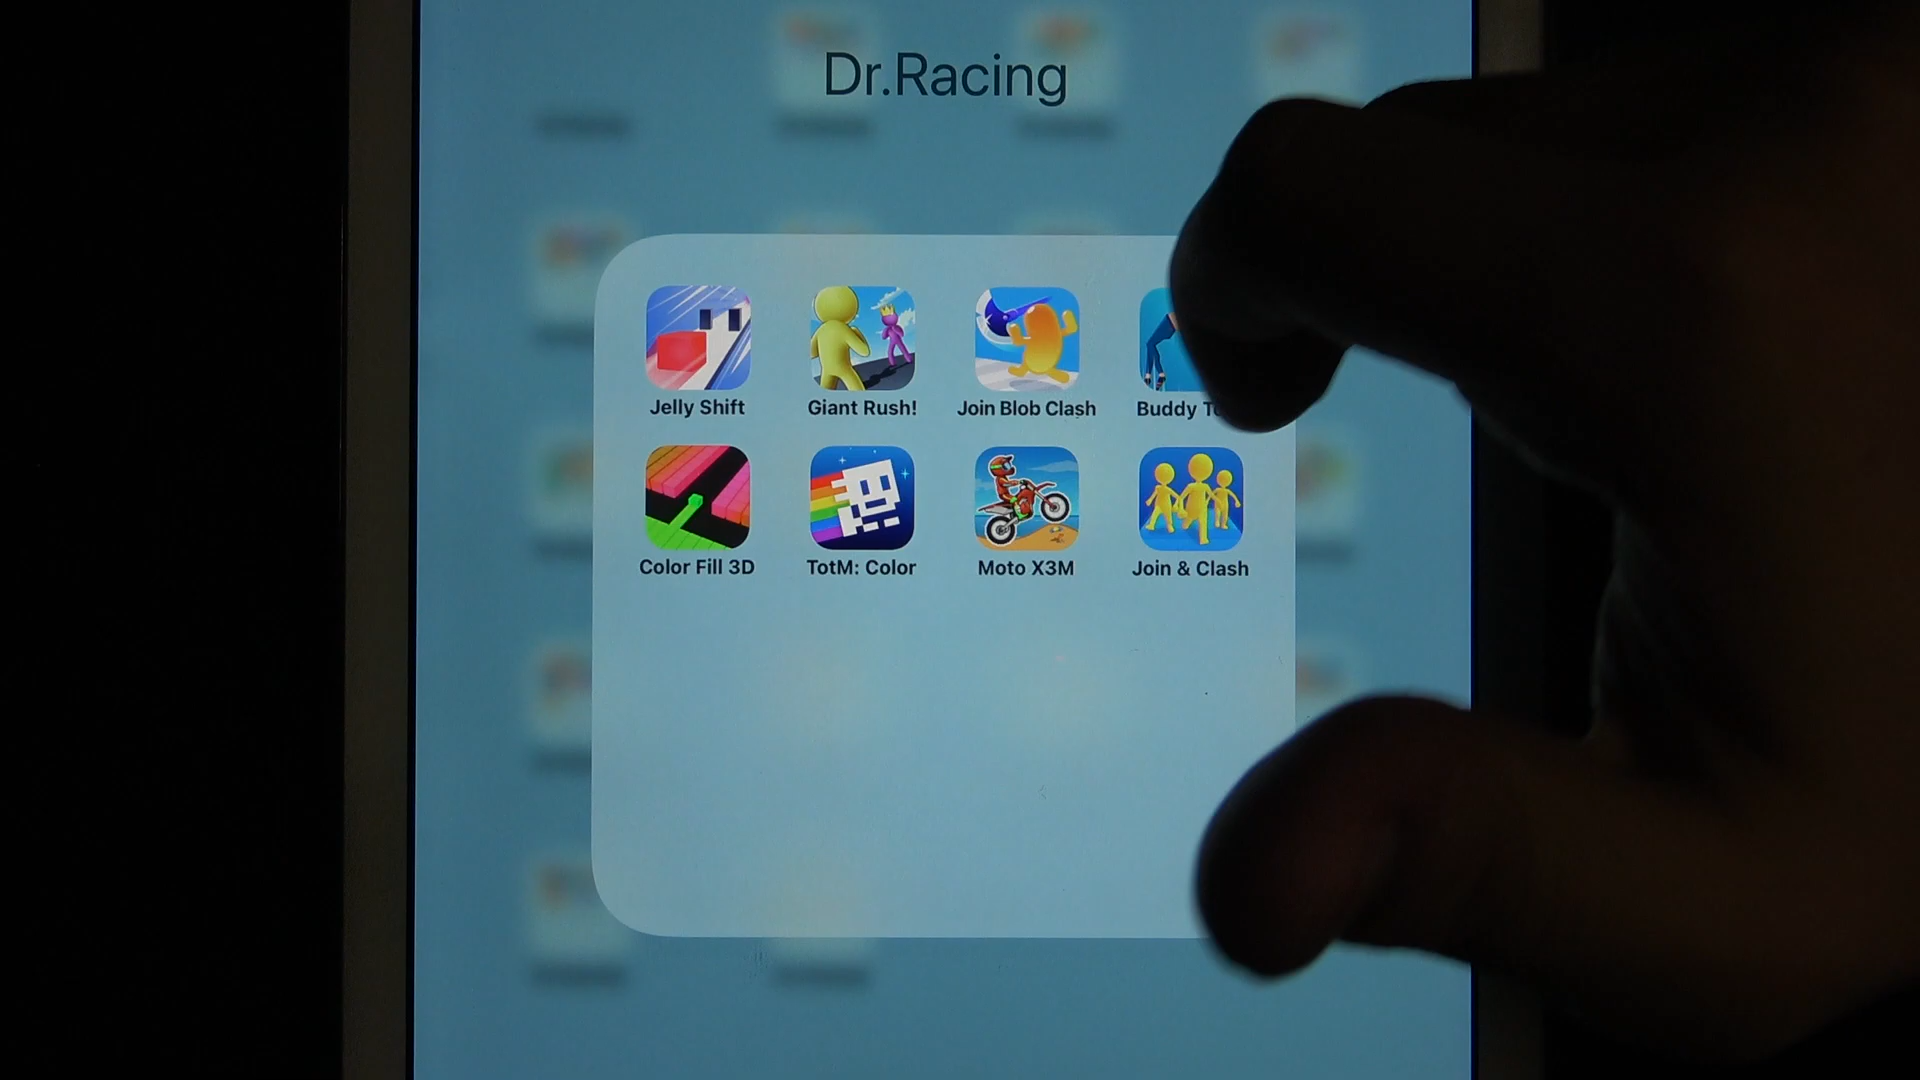 Dr.Racing
Jelly Shift
Giant Rush!
Join Blob Clash
Buddy
Color Fill 3D
TotM: Color
Moto X3M
Join & Clash